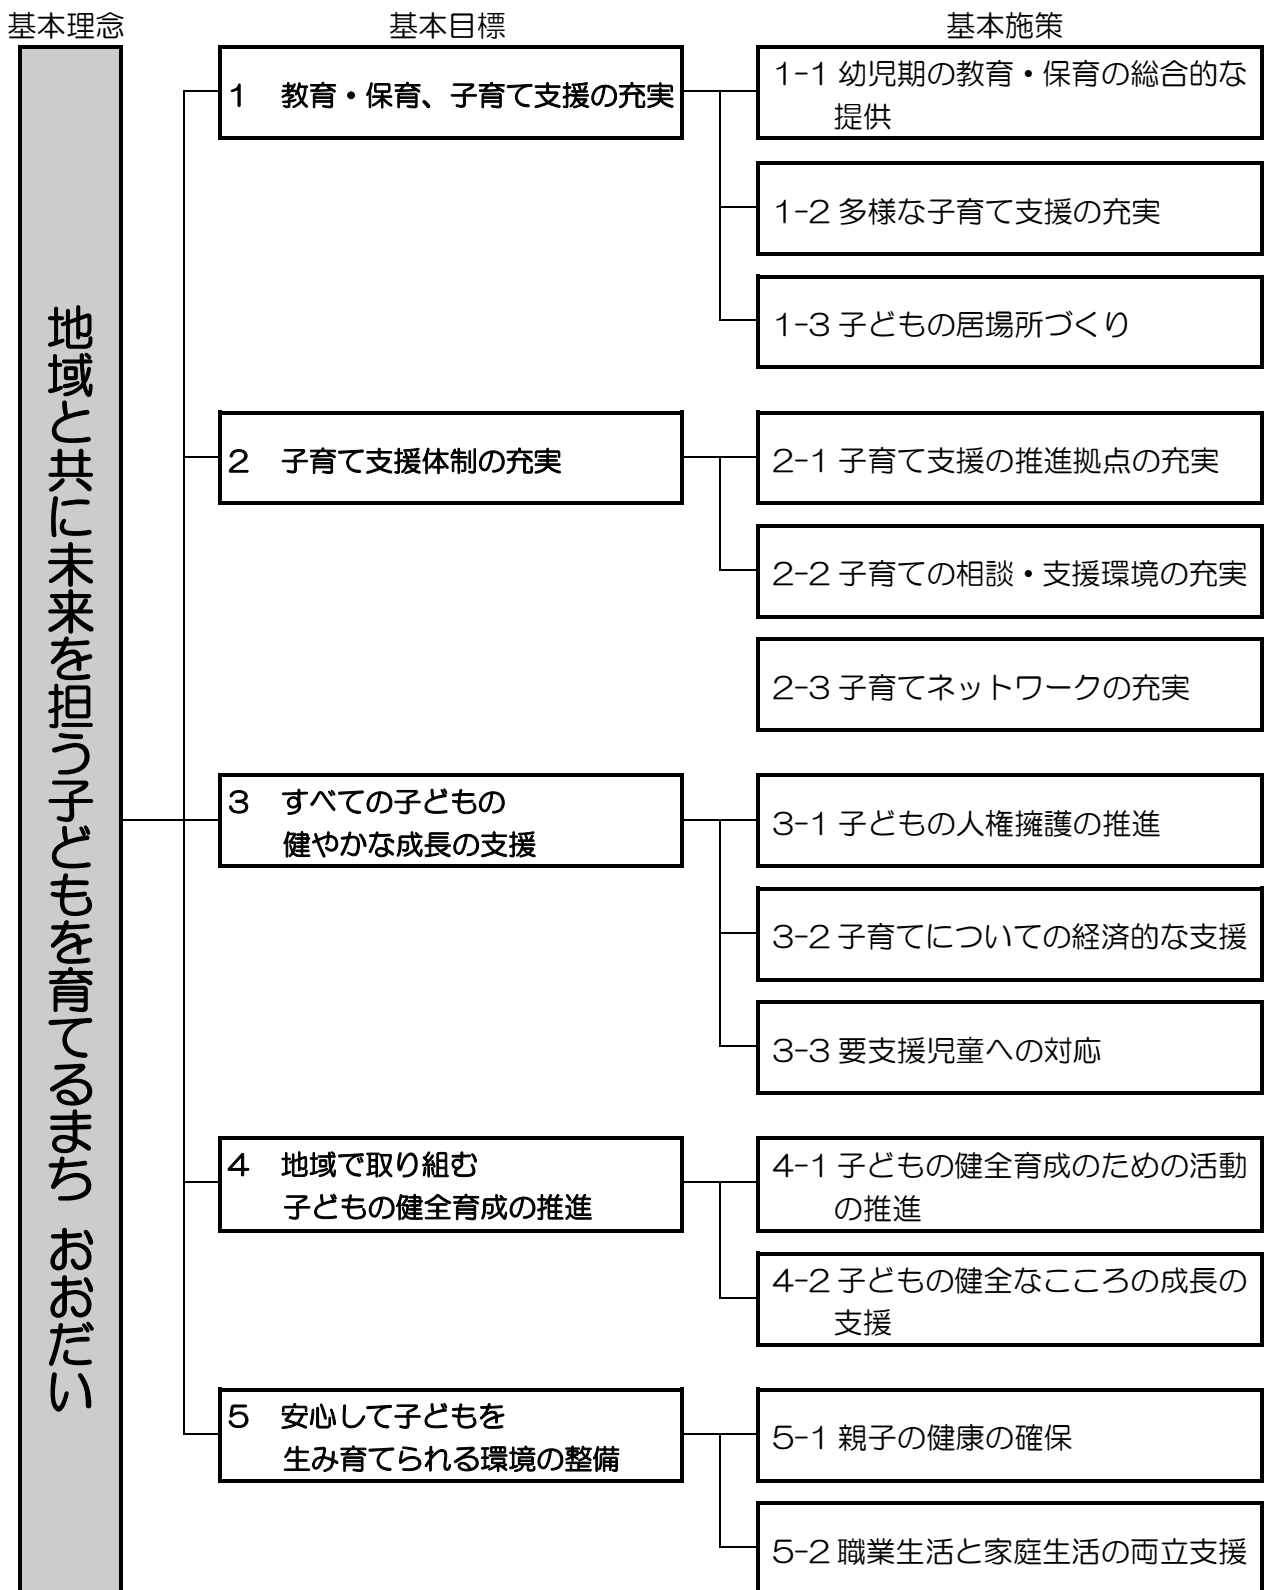 基本理念
基本目標
基本施策
地域と共に未来を担う子どもを育てるまち おおだい
1 教育・保育、子育て支援の充実
1-1 幼児期の教育・保育の総合的な
提供
1-2 多様な子育て支援の充実
1-3 子どもの居場所づくり
2 子育て支援体制の充実
2-1 子育て支援の推進拠点の充実
2-2 子育ての相談・支援環境の充実
2-3 子育てネットワークの充実
3 すべての子どもの
健やかな成長の支援
3-1 子どもの人権擁護の推進
3-2 子育てについての経済的な支援
3-3 要支援児童への対応
4 地域で取り組む
子どもの健全育成の推進
4-1 子どもの健全育成のための活動
の推進
4-2 子どもの健全なこころの成長の
支援
5 安心して子どもを
生み育てられる環境の整備
5-1 親子の健康の確保
5-2 職業生活と家庭生活の両立支援